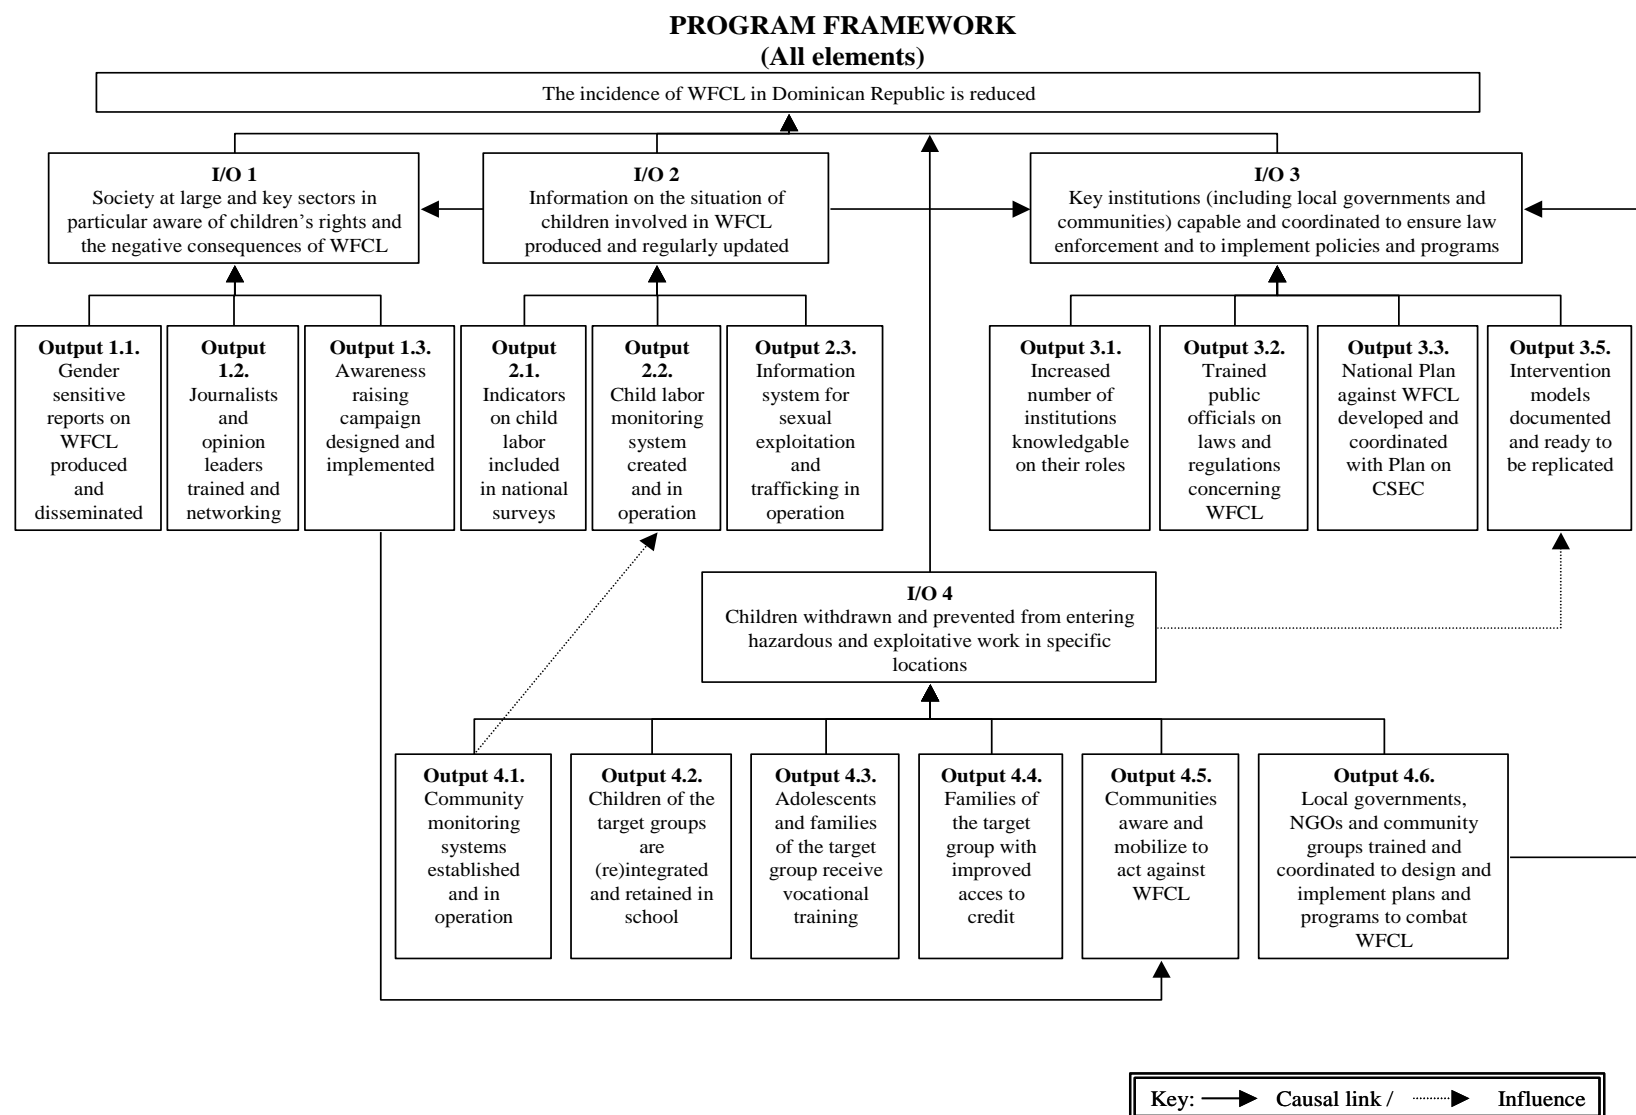 PROGRAM FRAMEWORK
(All elements)
The incidence of WFCL in Dominican Republic is reduced
I/O 1
Society at large and key sectors in
particular aware of children's rights and
the negative consequences of WFCL
I/O 2
Information on the situation of
children involved in WFCL
produced and regularly updated
I/O 3
Key institutions (including local governments and
communities) capable and coordinated to ensure law
enforcement and to implement policies and programs
Output 1.1.
Gender
sensitive
reports on
WFCL
produced
and
disseminated
Output
1.2.
Journalists
and
opinion
leaders
trained and
networking
Output 1.3.
Awareness
raising
campaign
designed and
implemented
Output
2.1.
Indicators
on child
labor
included
in national
surveys
Output
2.2.
Child labor
monitoring
system
created
and in
operation
Output 2.3.
Information
system for
sexual
exploitation
and
trafficking in
operation
Output 3.1.
Increased
number of
institutions
knowledgable
on their roles
Output 3.2.
Trained
public
officials on
laws and
regulations
concerning
WFCL
Output 3.3.
National Plan
against WFCL
developed and
coordinated
with Plan on
CSEC
Output 3.5.
Intervention
models
documented
and ready to
be replicated
I/O 4
Children withdrawn and prevented from entering
hazardous and exploitative work in specific
locations
Output 4.1.
Community
monitoring
systems
established
and in
operation
Output 4.2.
Children of the
target groups
are
(re)integrated
and retained in
school
Output 4.3.
Adolescents
and families
of the target
group receive
vocational
training
Output 4.4.
Families of
the target
group with
improved
acces to
credit
Output 4.5.
Communities
aware and
mobilize to
act against
WFCL
Output 4.6.
Local governments,
NGOs and community
groups trained and
coordinated to design and
implement plans and
programs to combat
WFCL
Key: Causal link / Influence